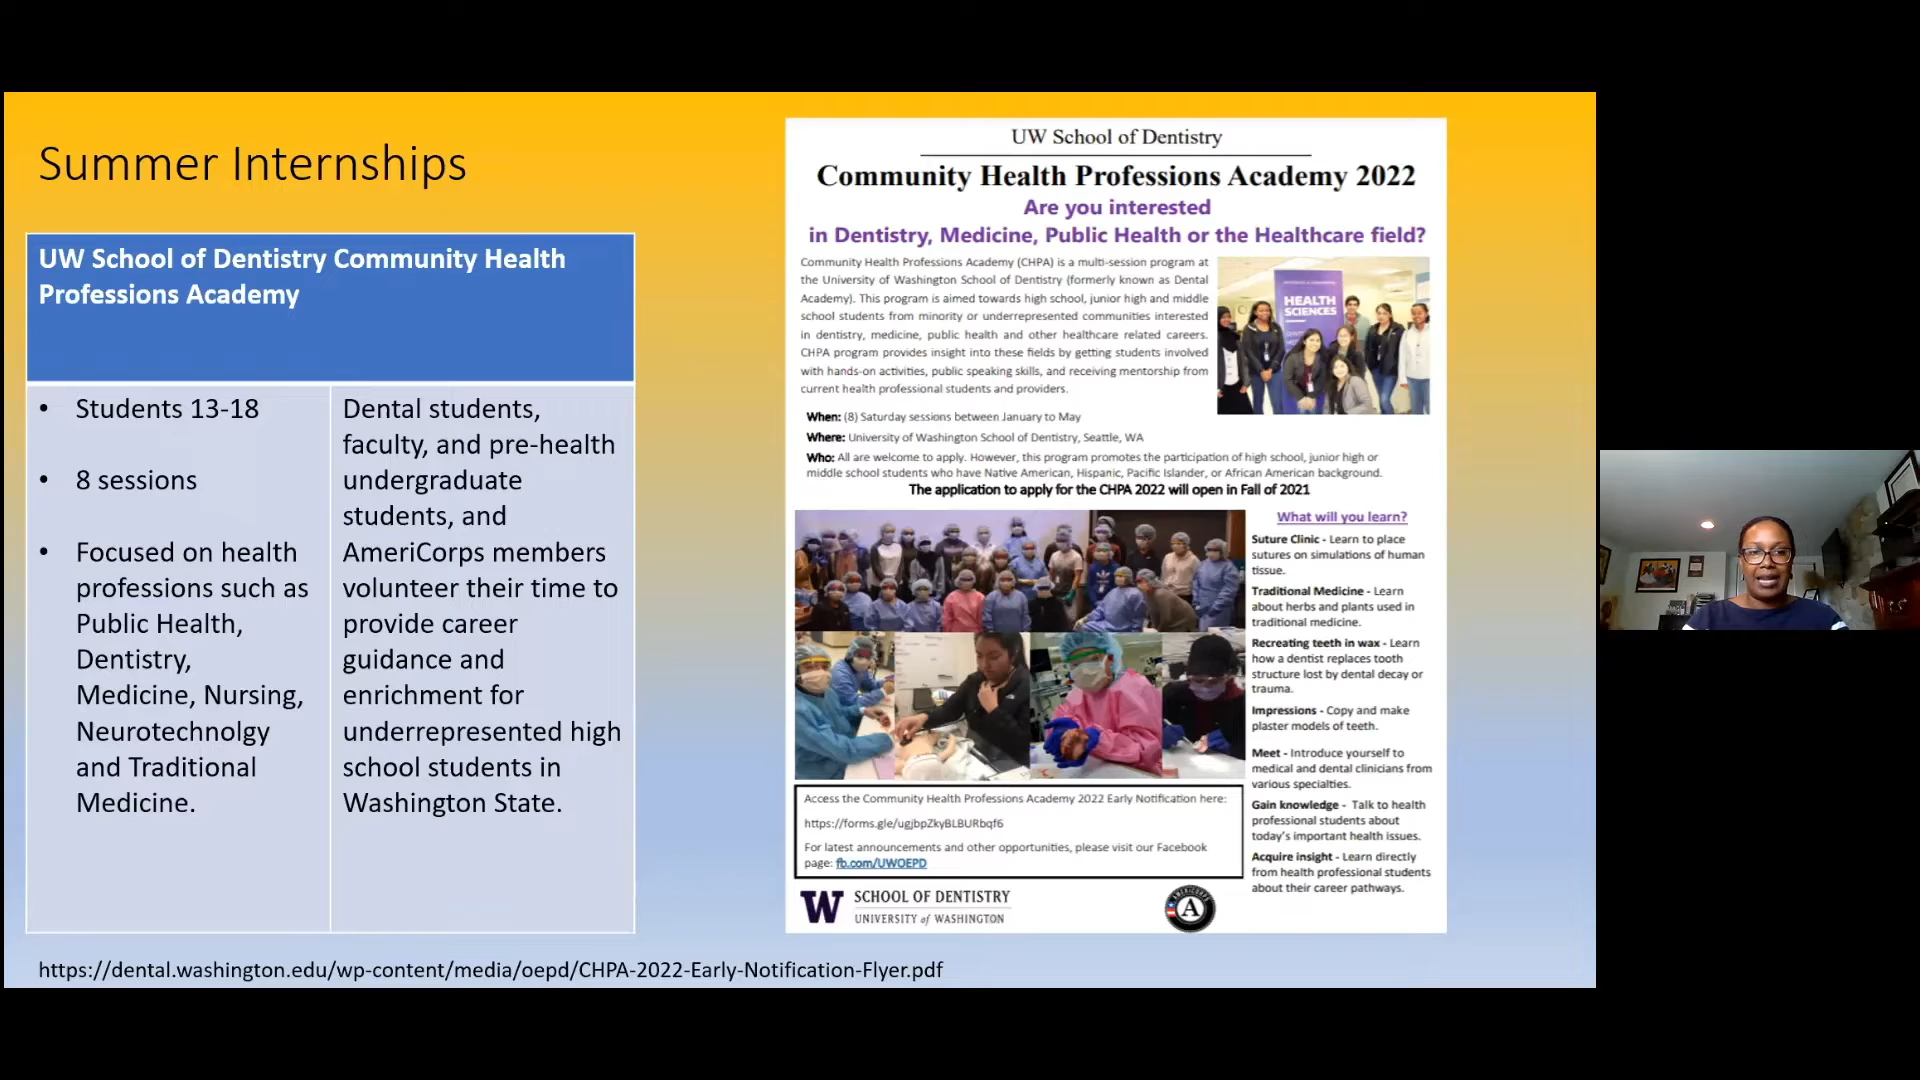 Summer Internships
UW School of Dentistry Community Health
Professions Academy
• Students 13-18
• 8 sessions
• Focused on health
professions such as
Public Health,
Dentistry,
Medicine, Nursing,
Neurotechnolgy
and Traditional
Medicine.
Dental students,
faculty, and pre-health
undergraduate
students, and
AmeriCorps members
volunteer their time to
provide career
guidance and
enrichment for
underrepresented high
school students in
Washington State.
https://dental.washington.edu/wp-content/media/oepd/CHPA-2022-Early-Notification-Flyer.pdf
UW School of Dentistry
Community Health Professions Academy 2022
Are you interested
in Dentistry, Medicine, Public Health or the Healthcare field?
Community Health Professions Academy (CHPA) is a multi-session program at
the University of Washington School of Dentistry (formerly known as Dental
Academy). This program is aimed towards high school, junior high and middle
school students from minority or underrepresented communities interested
in dentistry, medicine, public health and other healthcare related careers.
CHPA program provides insight into these fields by getting students involved
with hands-on activities, public speaking skills, and receiving mentorship from
current health professional students and providers.
HEALTH
SCIENCES
When: (8) Saturday sessions between January to May
Where: University of Washington School of Dentistry, Seattle, WA
Who: All are welcome to apply. However, this program promotes the participation of high school, junior high or
middle school students who have Native American, Hispanic, Pacific Islander, or African American background.
The application to apply for the CHPA 2022 will open in Fall of 2021
What will you learn?
Suture Clinic - Learn to place
sutures on simulations of human
tissue.
Traditional Medicine - Learn
about herbs and plants used in
traditional medicine.
Recreating teeth in wax - Learn
how a dentist replaces tooth
structure lost by dental decay or
trauma.
Impressions - Copy and make
plaster models of teeth.
Meet - Introduce yourself to
medical and dental clinicians from
various specialties.
Gain knowledge - Talk to health
professional students about
today's important health issues.
Acquire insight - Learn directly
from health professional students
about their career pathways.
Access the Community Health Professions Academy 2022 Early Notification here:
https://forms.gle/ugjbpZkyBLBURbqf6
For latest announcements and other opportunities, please visit our Facebook
page: fb.com/UWOEPD
W SCHOOL OF DENTISTRY
UNIVERSITY of WASHINGTON
AMERICORPS
A